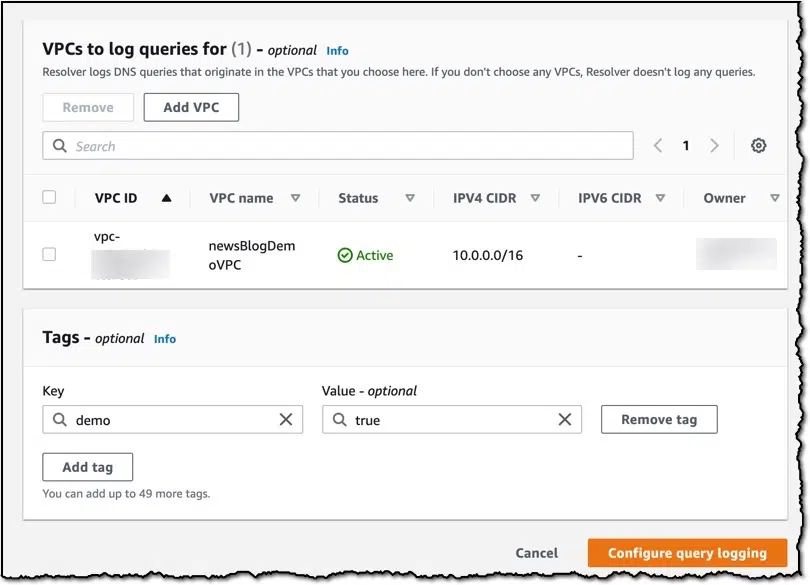 VPCs to log queries for (1) - optional Info
Resolver logs DNS queries that originate in the VPCs that you choose here. If you don't choose any VPCs, Resolver doesn't log any queries.
Remove Add VPC
Search 1
VPC ID VPC name Status IPV4 CIDR IPV6 CIDR Owner
vpc- newsBlogDem
oVPC Active 10.0.0.0/16 -
Tags - optional Info
Key Value - optional
demo true Remove tag
Add tag
You can add up to 49 more tags.
Cancel Configure query logging